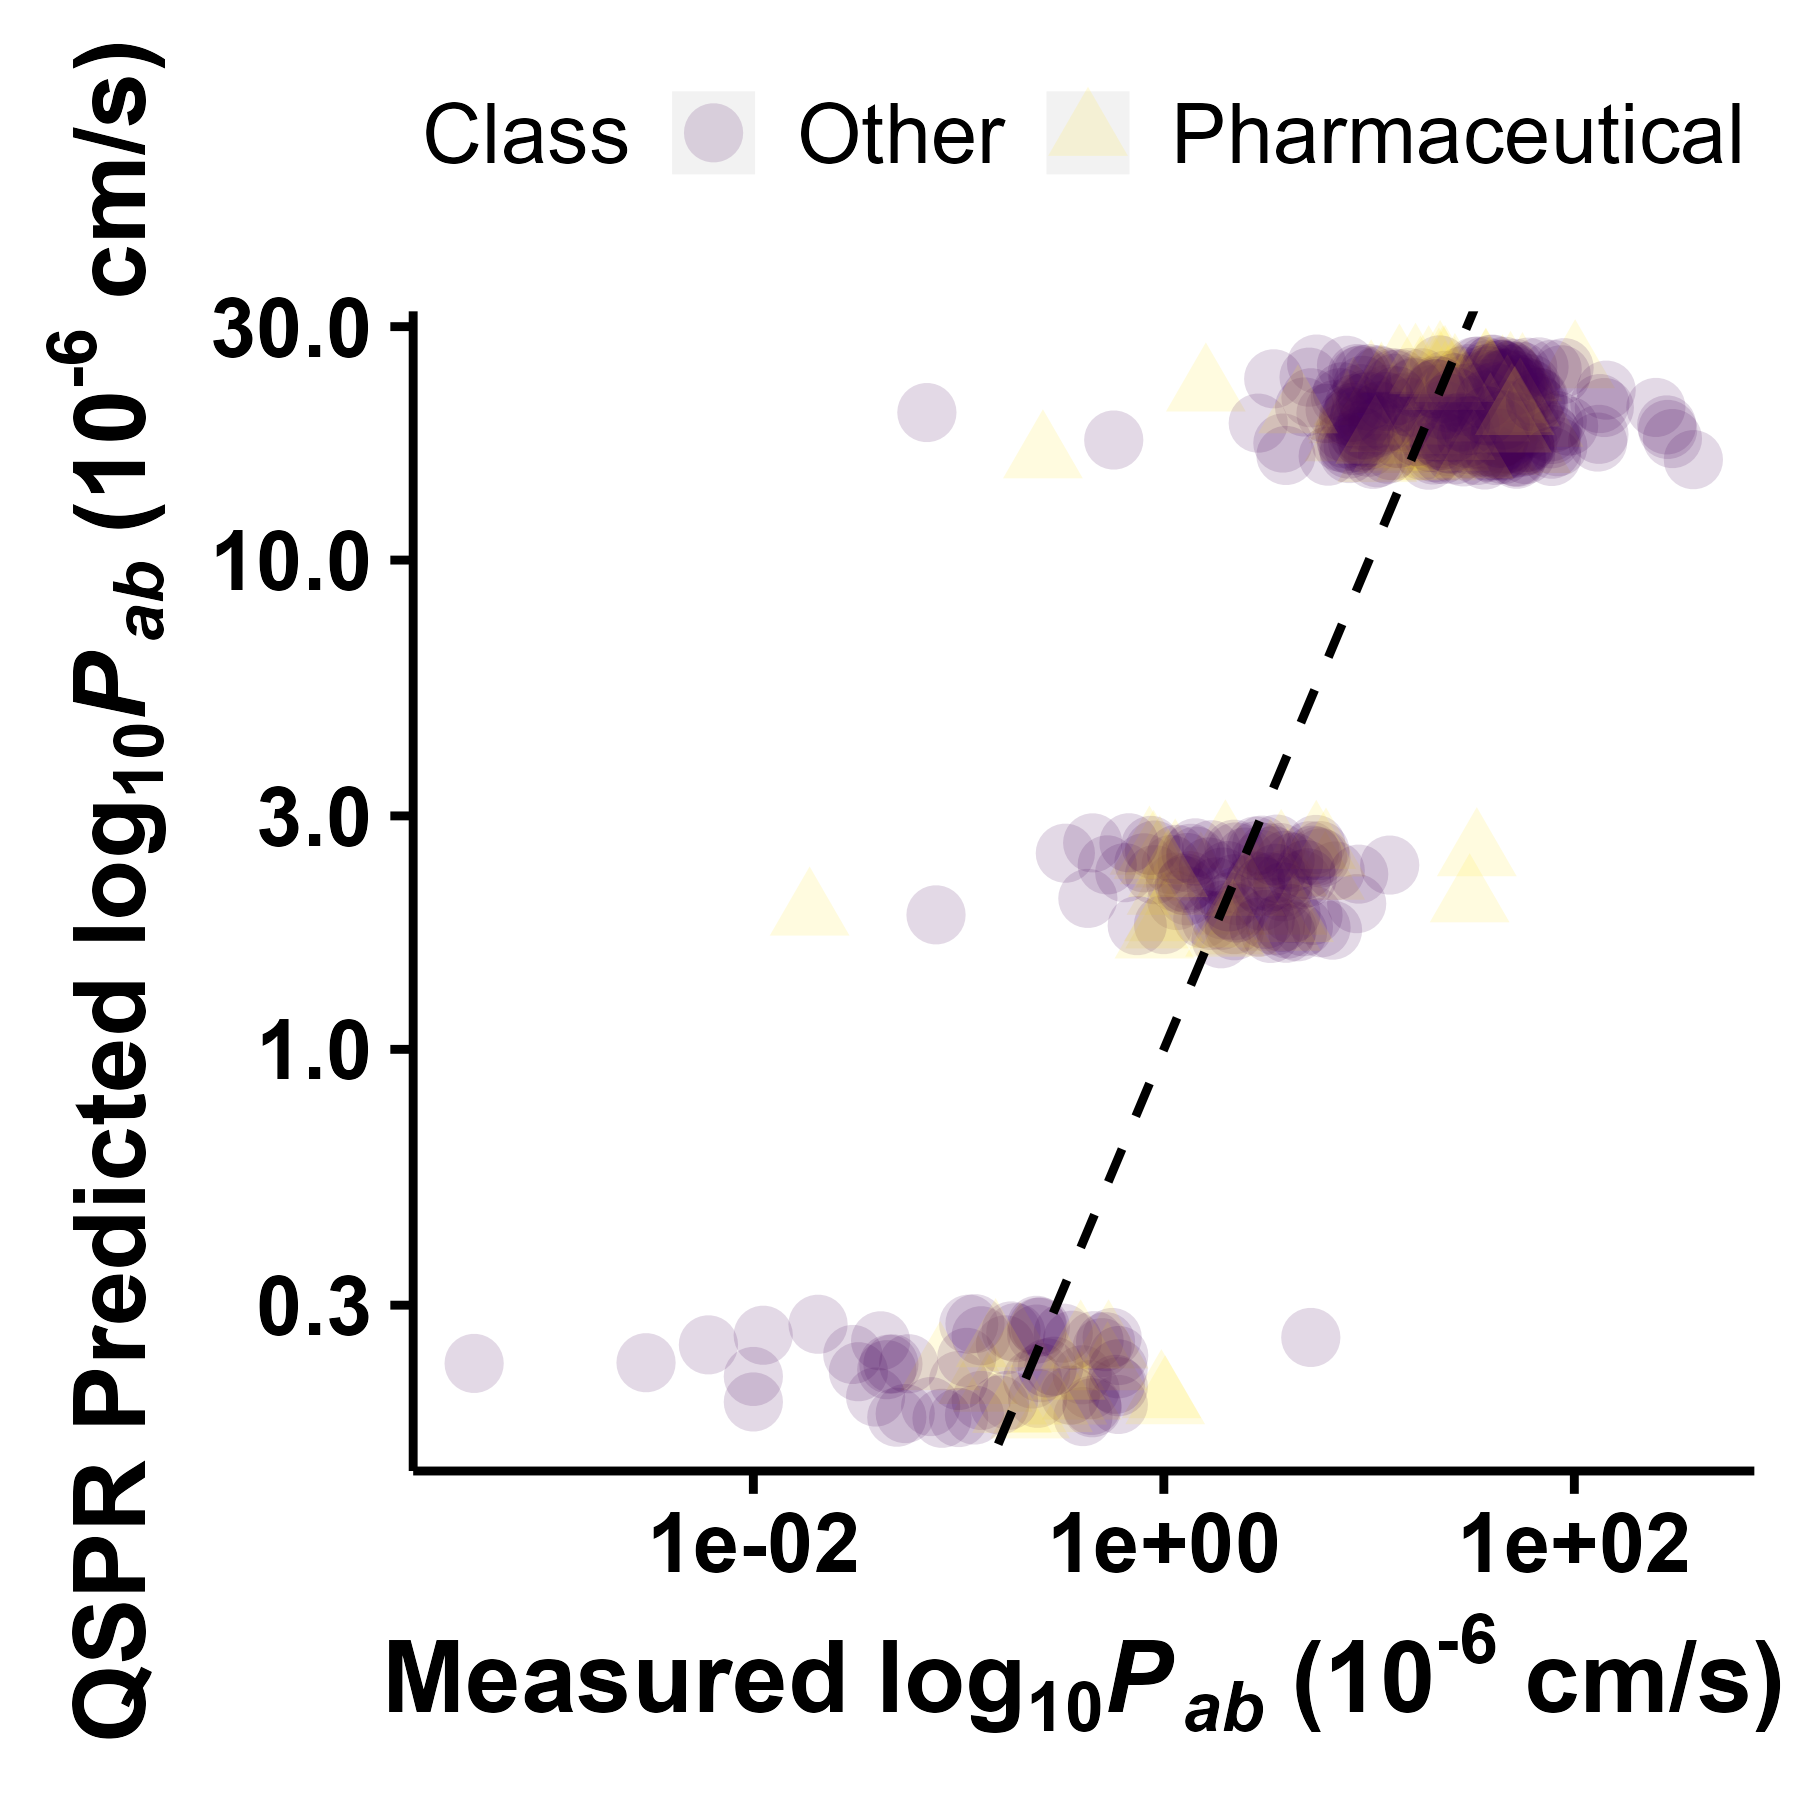 Class Other Pharmaceutical
QSPR Predicted log₁₀Pₐb (10⁻⁶ cm/s)
30.0
10.0
3.0
1.0
0.3
1e-02 1e+00 1e+02
Measured log₁₀Pₐb (10⁻⁶ cm/s)